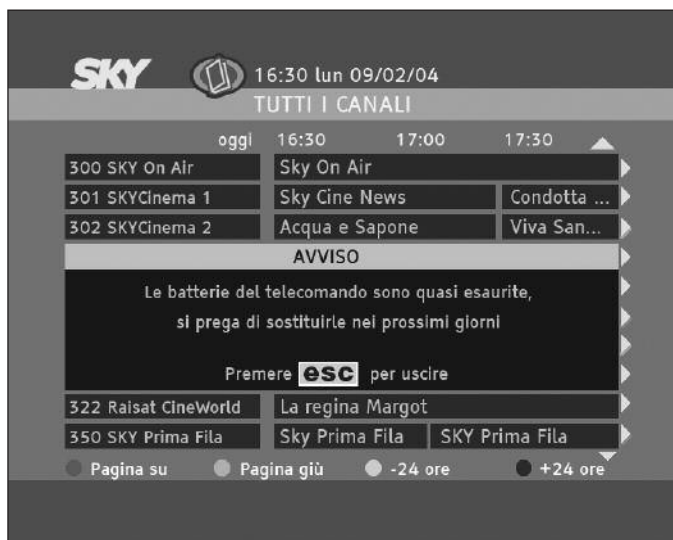 SKY 16:30 lun 09/02/04
TUTTI I CANALI
oggi 16:30 17:00 17:30
300 SKY On Air Sky On Air
301 SKYCinema 1 Sky Cine News Condotta ...
302 SKYCinema 2 Acqua e Sapone Viva San...
AVVISO
Le batterie del telecomando sono quasi esaurite,
si prega di sostituirle nei prossimi giorni
Premere esc per uscire
322 Raisat CineWorld La regina Margot
350 SKY Prima Fila Sky Prima Fila SKY Prima Fila
Pagina su Pagina giù -24 ore +24 ore